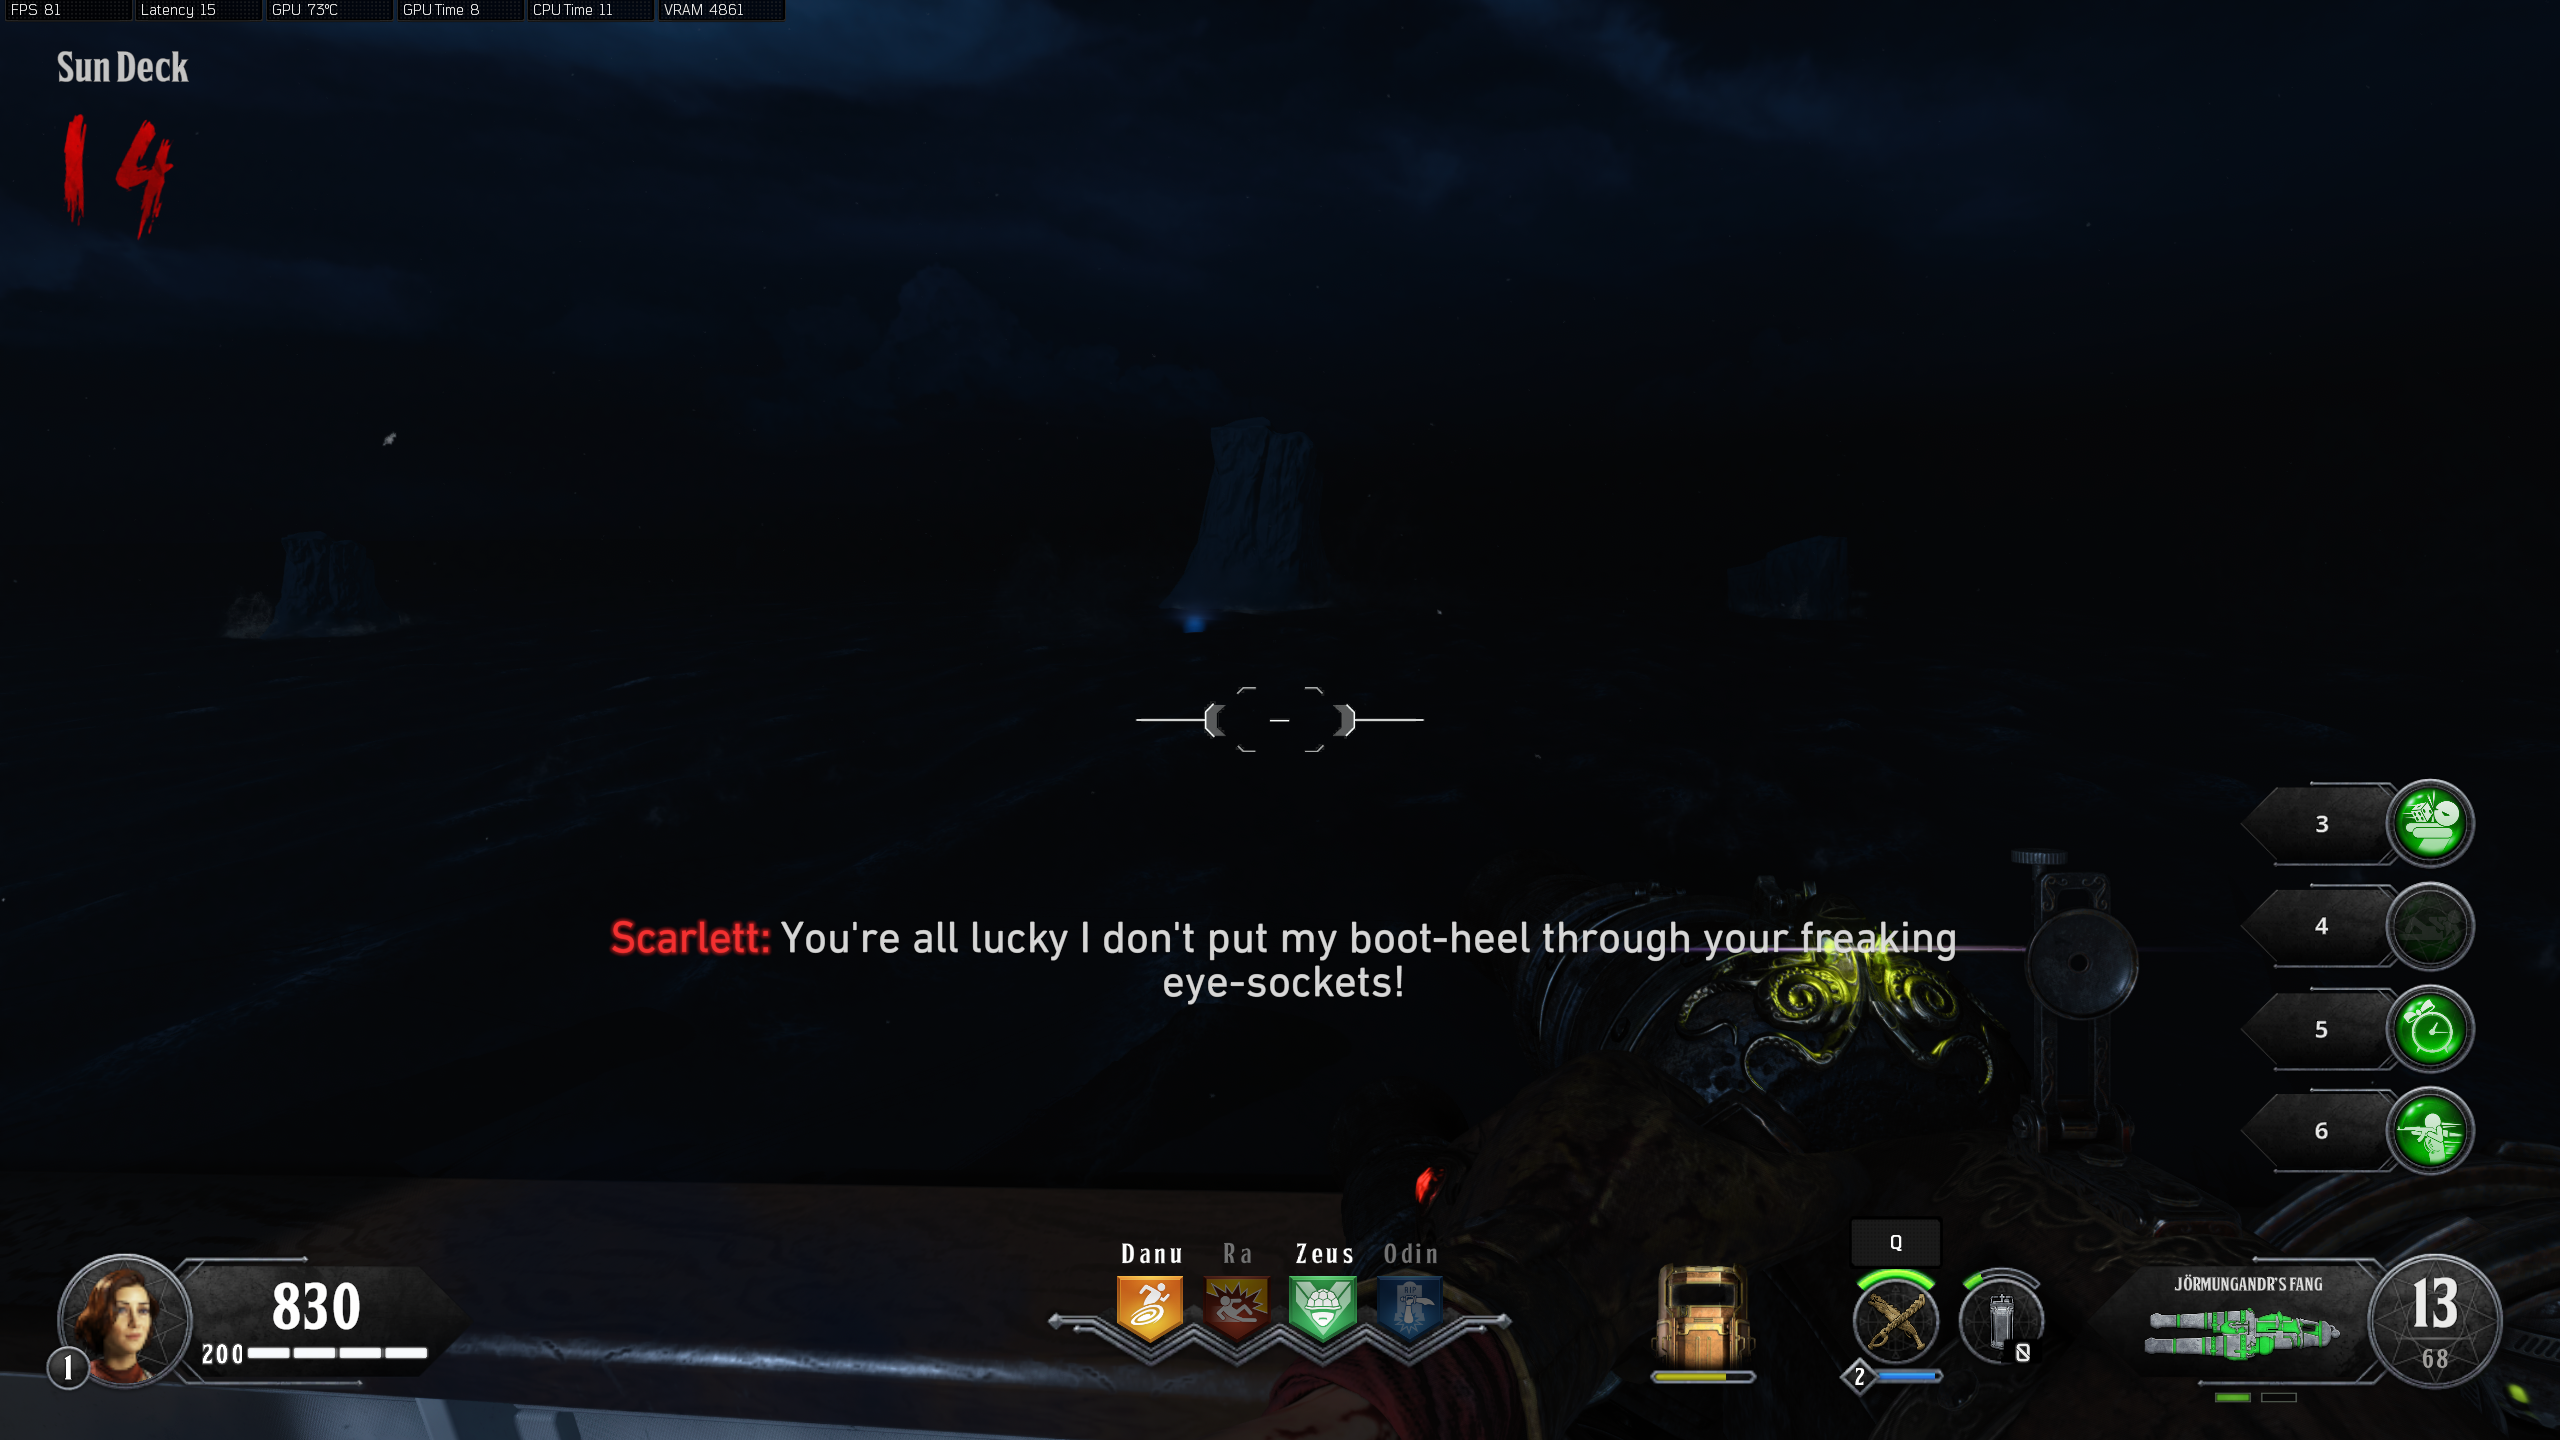 FPS 81
Latency 15
GPU 73°C
GPU Time 8
CPU Time 11
VRAM 4861
Sun Deck
14
Scarlett: You're all lucky I don't put my boot-heel through your freaking
eye-sockets!
3
4
5
6
Q
Danu
Ra
Zeus
Odin
830
200
1
2
0
JÖRMUNGANDR'S FANG
13
68